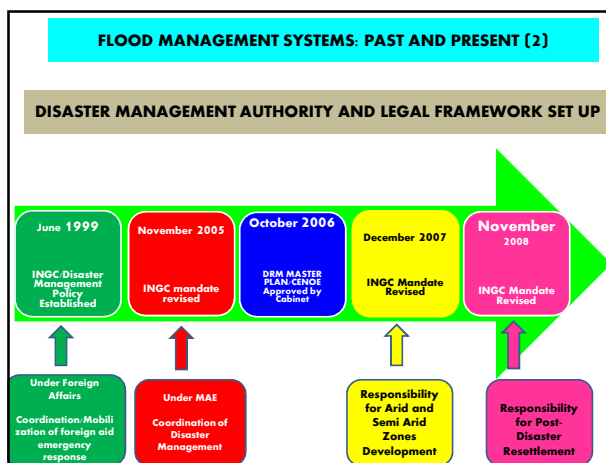 FLOOD MANAGEMENT SYSTEMS: PAST AND PRESENT (2)
DISASTER MANAGEMENT AUTHORITY AND LEGAL FRAMEWORK SET UP
June 1999
INGC/Disaster
Management
Policy
Established
November 2005
INGC mandate
revised
October 2006
DRM MASTER
PLAN/CENOE
Approved by
Cabinet
December 2007
INGC Mandate
Revised
November
2008
INGC Mandate
Revised
Under Foreign
Affairs
Coordination/Mobili
zation of foreign aid
emergency
response
Under MAE
Coordination of
Disaster
Management
Responsibility
for Arid and
Semi Arid
Zones
Development
Responsibility
for Post-
Disaster
Resettlement